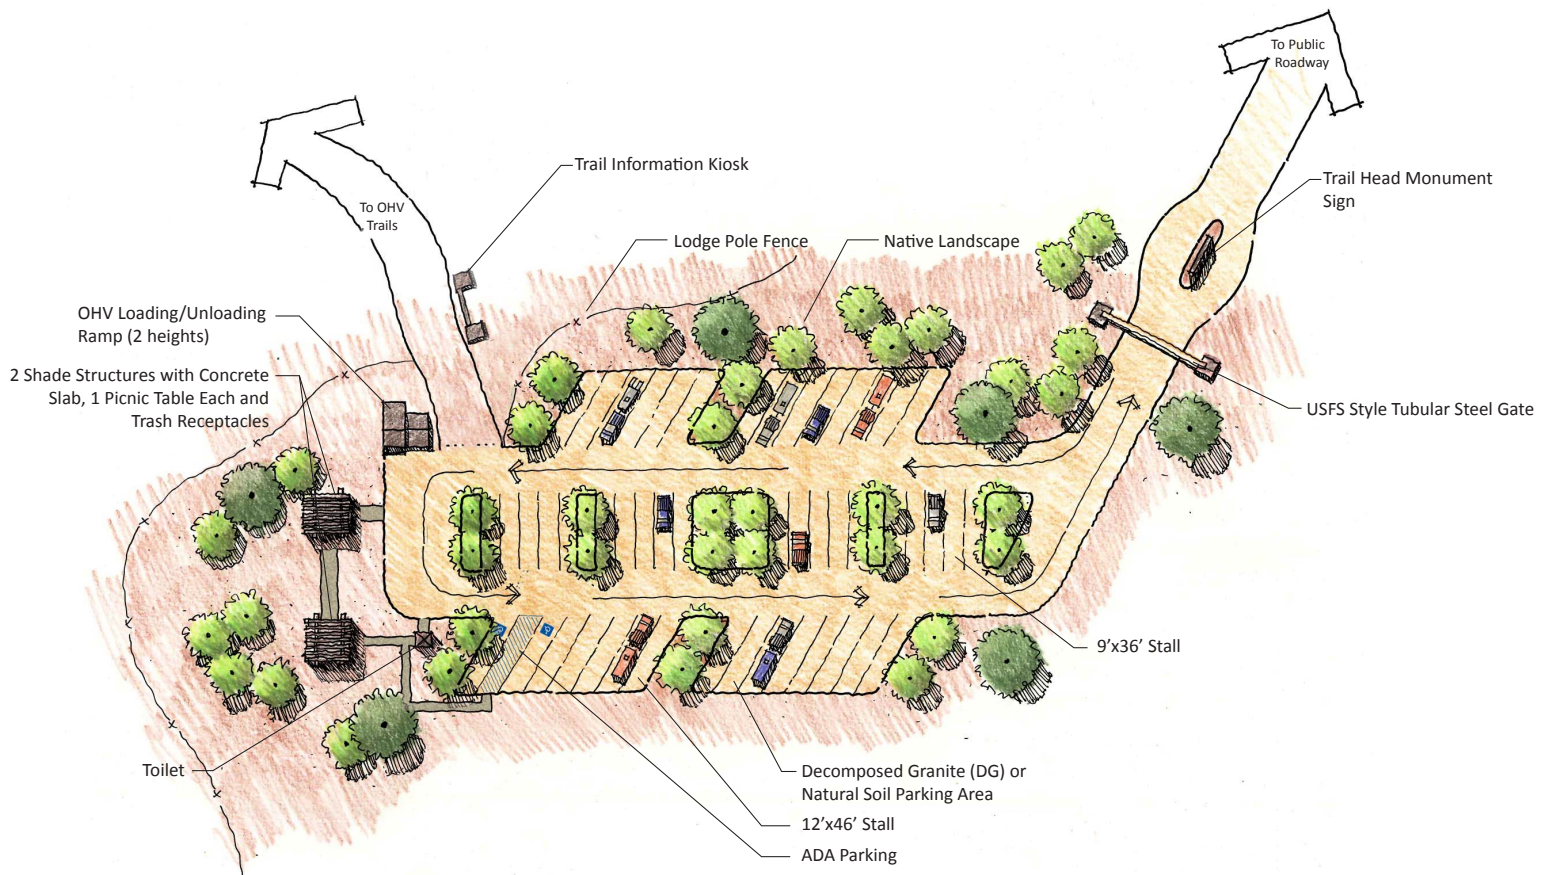 To Public
Roadway
Trail Information Kiosk
Trail Head Monument
Sign
To OHV
Trails
Lodge Pole Fence
Native Landscape
OHV Loading/Unloading
Ramp (2 heights)
2 Shade Structures with Concrete
Slab, 1 Picnic Table Each and
Trash Receptacles
USFS Style Tubular Steel Gate
9’x36’ Stall
Toilet
Decomposed Granite (DG) or
Natural Soil Parking Area
12’x46’ Stall
ADA Parking